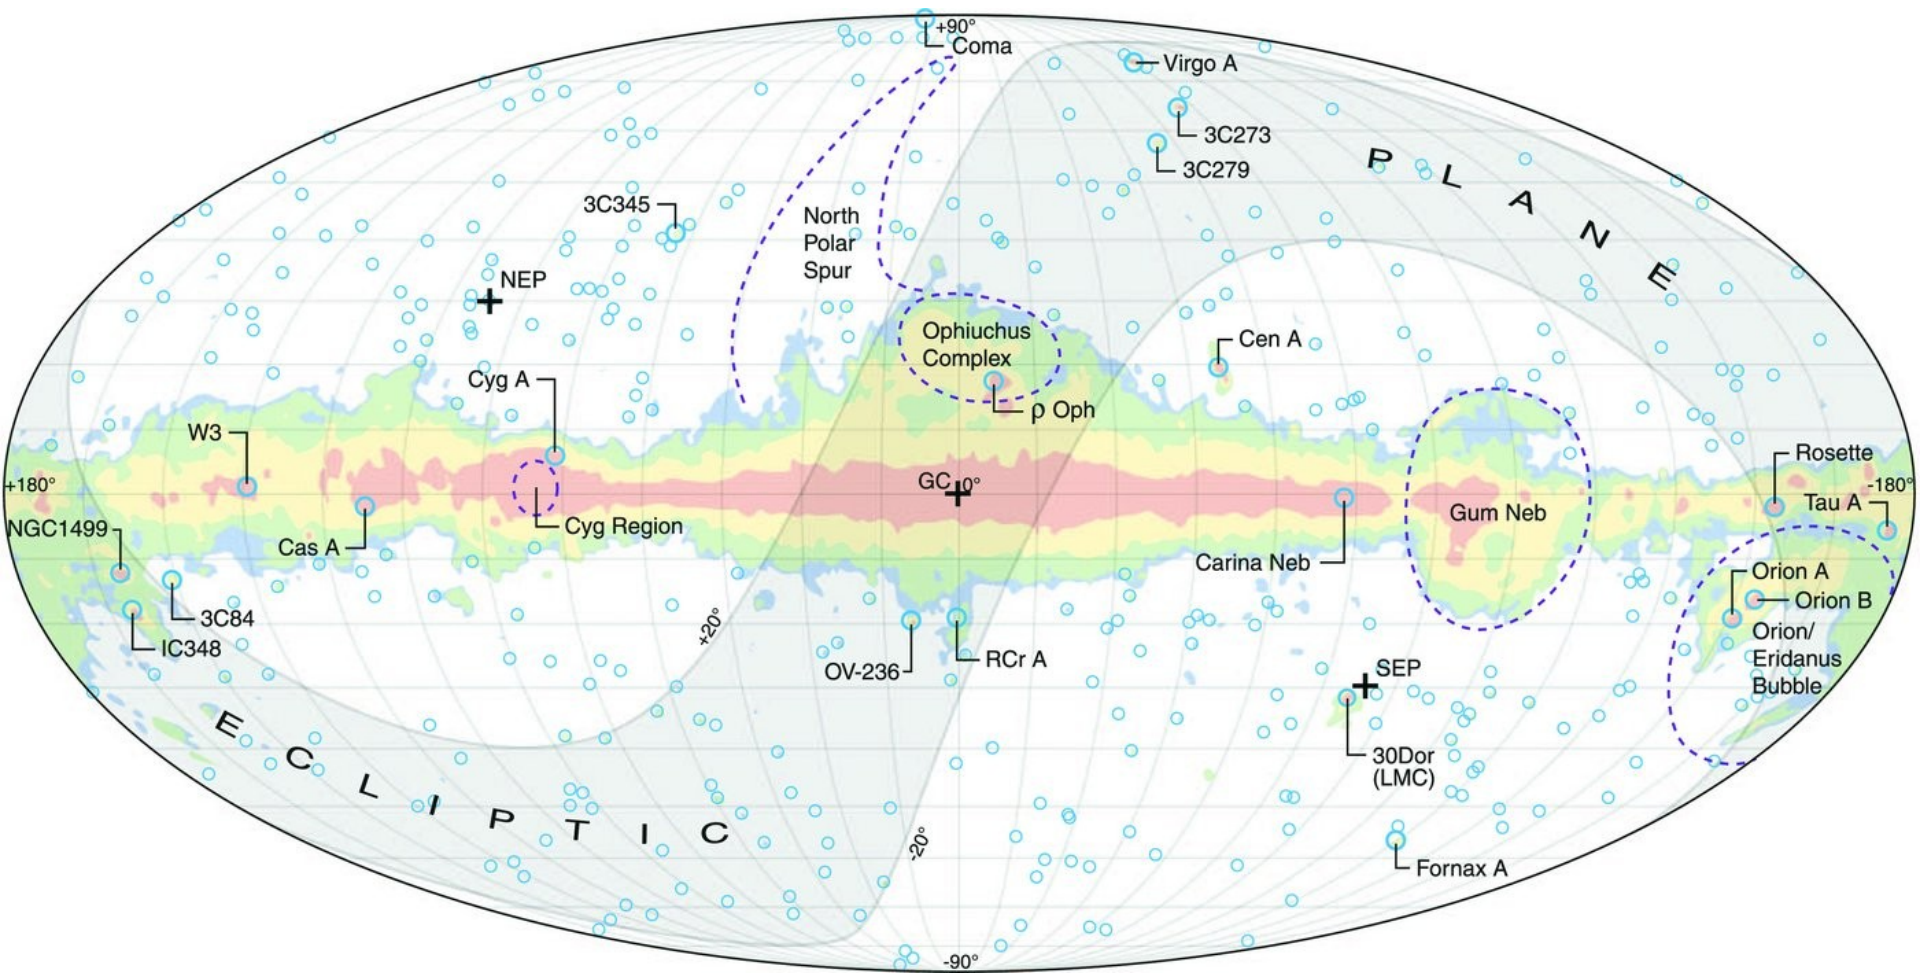 +90°
Coma
Virgo A
3C273
3C279
P L A N E
3C345
North
Polar
Spur
NEP
Ophiuchus
Complex
Cen A
Cyg A
ρ Oph
W3
Rosette
+180°
GC 0°
-180°
Tau A
Gum Neb
NGC1499
Cyg Region
Cas A
Carina Neb
Orion A
Orion B
3C84
IC348
+20°
Orion/
Eridanus
Bubble
OV-236
RCr A
SEP
E C L I P T I C
30Dor
(LMC)
-20°
Fornax A
-90°